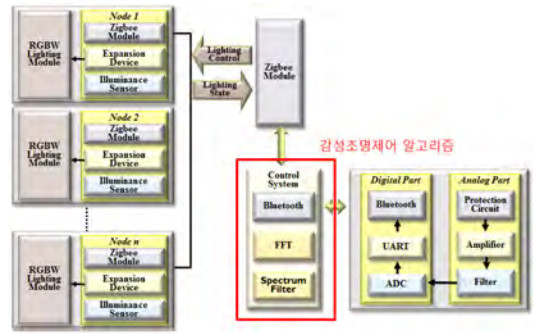 Node 1
RGBW
Lighting
Module
Zigbee
Module
Expansion
Device
Illuminance
Sensor
Node 2
RGBW
Lighting
Module
Zigbee
Module
Expansion
Device
Illuminance
Sensor
Node n
RGBW
Lighting
Module
Zigbee
Module
Expansion
Device
Illuminance
Sensor
Lighting
Control
Lighting
State
Zigbee
Module
감성조명제어 알고리즘
Control
System
Bluetooth
FFT
Spectrum
Filter
Digital Part
Bluetooth
UART
ADC
Analog Part
Protection
Circuit
Amplifier
Filter